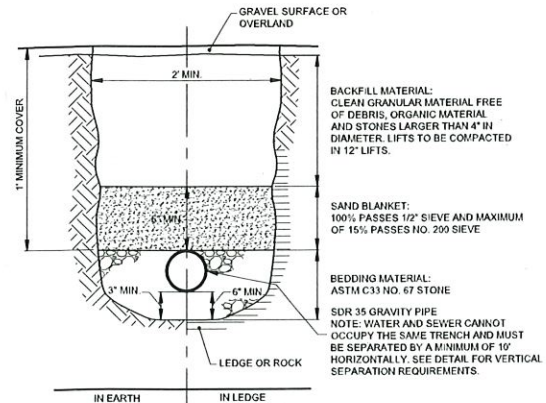 GRAVEL SURFACE OR
OVERLAND
2' MIN.
1' MINIMUM COVER
BACKFILL MATERIAL:
CLEAN GRANULAR MATERIAL FREE
OF DEBRIS, ORGANIC MATERIAL
AND STONES LARGER THAN 4" IN
DIAMETER. LIFTS TO BE COMPACTED
IN 12" LIFTS.
6" MIN.
SAND BLANKET:
100% PASSES 1/2" SIEVE AND MAXIMUM
OF 15% PASSES NO. 200 SIEVE
3" MIN.
6" MIN.
BEDDING MATERIAL:
ASTM C33 NO. 67 STONE
SDR 35 GRAVITY PIPE
NOTE: WATER AND SEWER CANNOT
OCCUPY THE SAME TRENCH AND MUST
BE SEPARATED BY A MINIMUM OF 10'
HORIZONTALLY. SEE DETAIL FOR VERTICAL
SEPARATION REQUIREMENTS.
LEDGE OR ROCK
IN EARTH
IN LEDGE